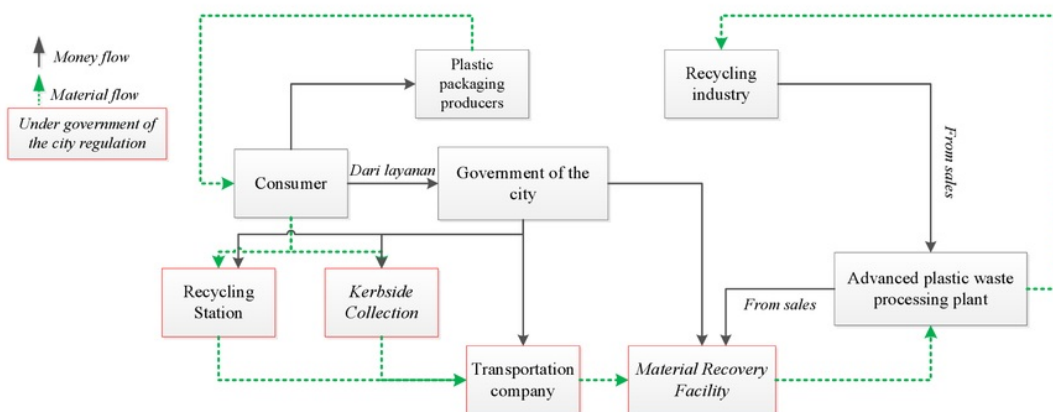 Money flow
Material flow
Under government of
the city regulation
Plastic
packaging
producers
Recycling
industry
From sales
Consumer
Dari layanan
Government of the
city
Recycling
Station
Kerbside
Collection
From sales
Advanced plastic waste
processing plant
Transportation
company
Material Recovery
Facility